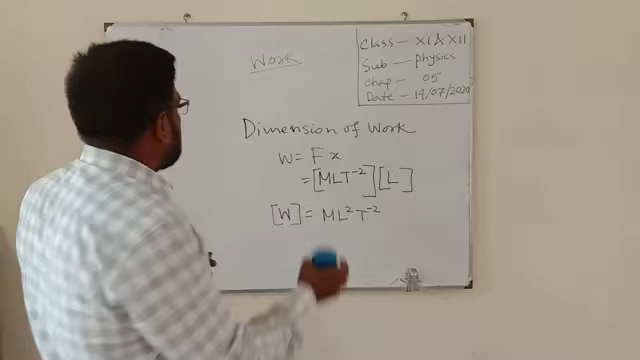 Work
Class — XI & XII
Sub — Physics
Chap — 05
Date — 14/07/2020
Dimension of Work
W = F x
= [MLT⁻²] [L]
[W] = ML²T⁻²